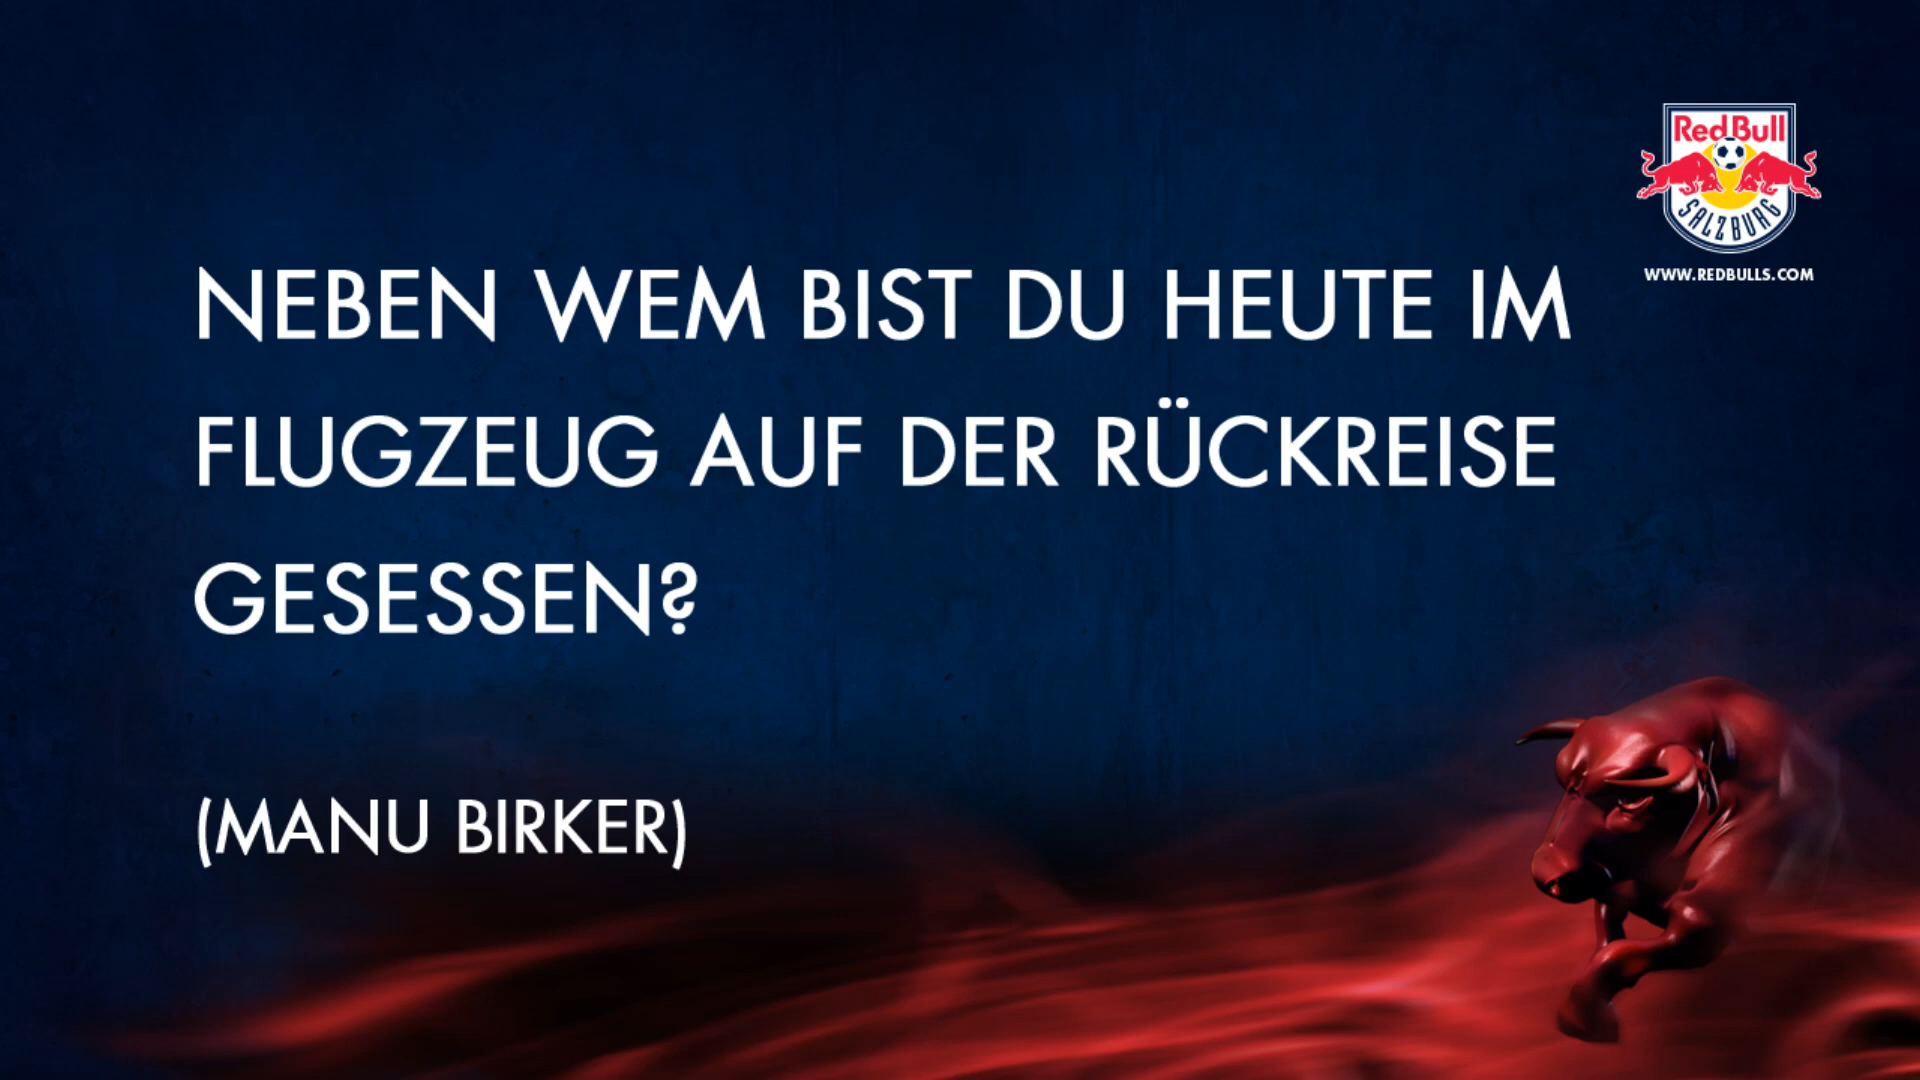 Red Bull
SALZBURG
WWW.REDBULLS.COM
NEBEN WEM BIST DU HEUTE IM
FLUGZEUG AUF DER RÜCKREISE
GESESSEN?
(MANU BIRKER)